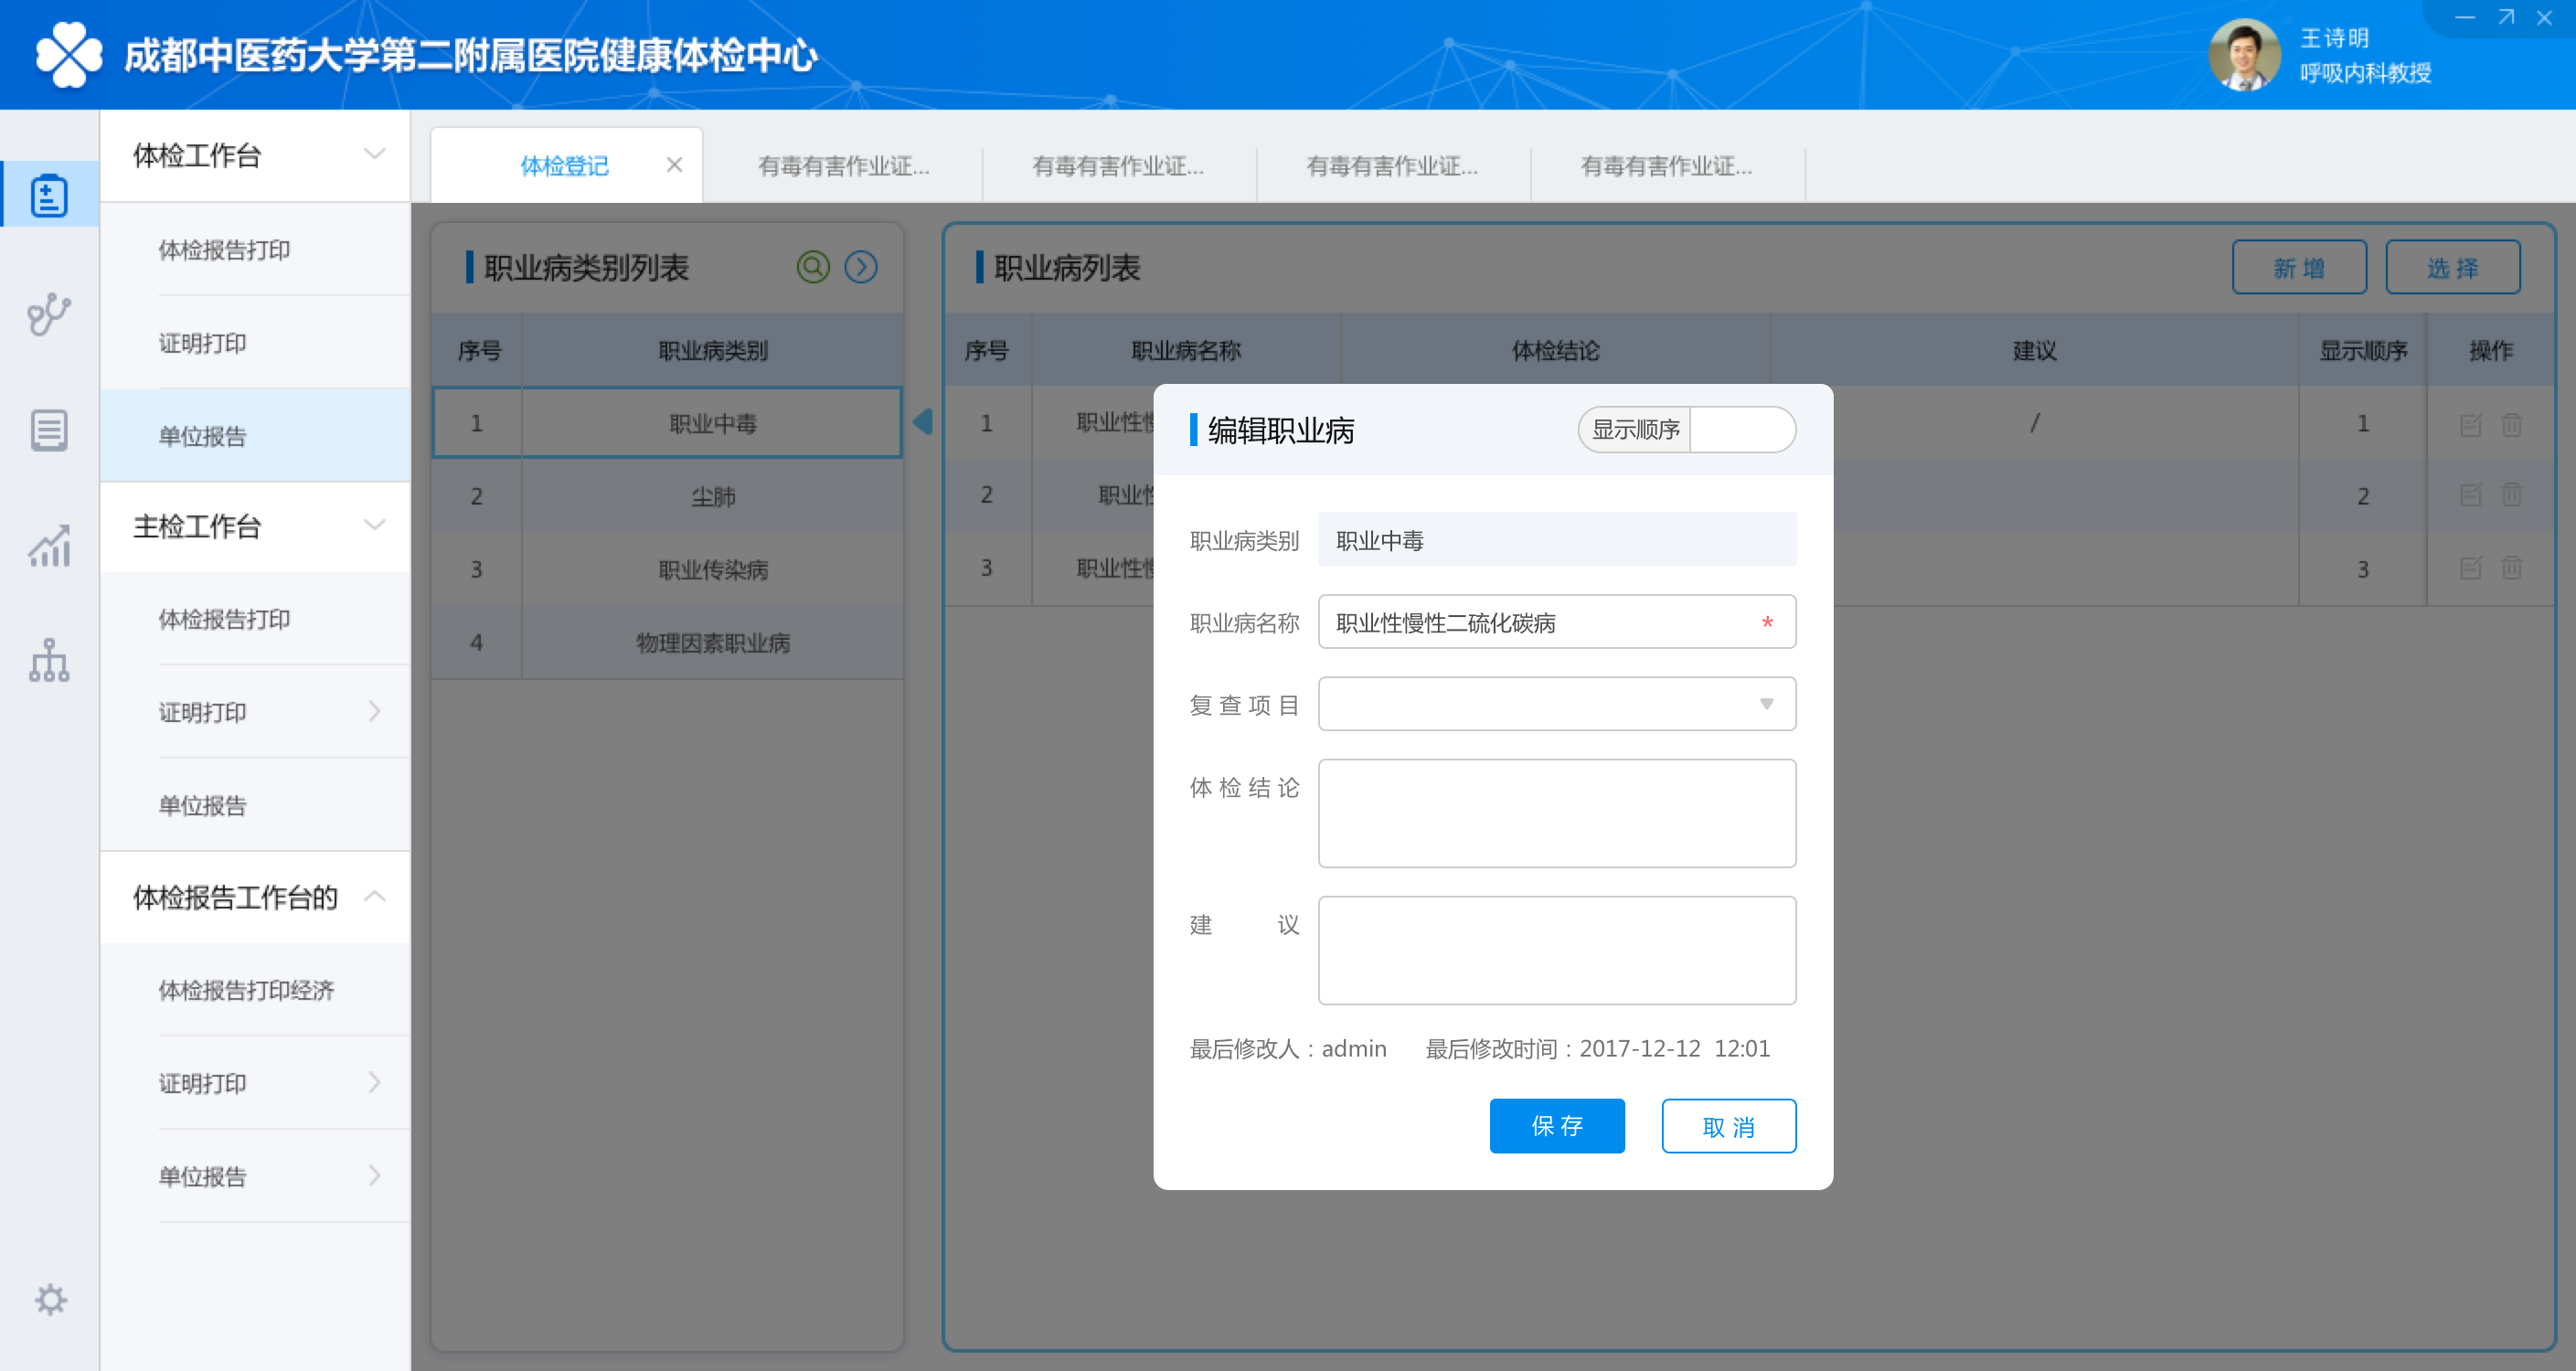 成都中医药大学第二附属医院健康体检中心
王诗明
呼吸内科教授
体检工作台
体检报告打印
证明打印
单位报告
主检工作台
体检报告打印
证明打印
单位报告
体检报告工作台的
体检报告打印经济
证明打印
单位报告
体检登记
有毒有害作业证...
有毒有害作业证...
有毒有害作业证...
有毒有害作业证...
职业病类别列表
序号 职业病类别
1 职业中毒
2 尘肺
3 职业传染病
4 物理因素职业病
职业病列表
新增 选择
序号 职业病名称 体检结论 建议 显示顺序 操作
1 职业性慢 / 1
2 职业性 2
3 职业性慢 3
编辑职业病
显示顺序
职业病类别 职业中毒
职业病名称 职业性慢性二硫化碳病 *
复查项目
体检结论
建议
最后修改人：admin 最后修改时间：2017-12-12 12:01
保存 取消